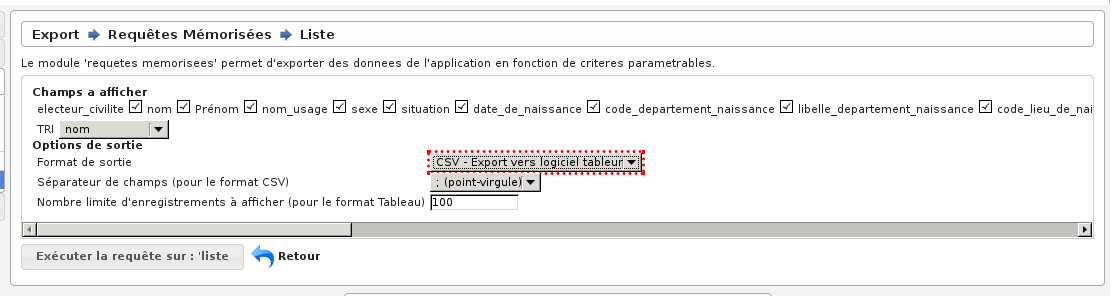 Export Requêtes Mémorisées Liste
Le module 'requetes memorisees' permet d'exporter des donnees de l'application en fonction de criteres parametrables.
Champs a afficher
electeur_civilite nom Prénom nom_usage sexe situation date_de_naissance code_departement_naissance libelle_departement_naissance code_lieu_de_nai
TRI nom
Options de sortie
Format de sortie CSV - Export vers logiciel tableur
Séparateur de champs (pour le format CSV) ; (point-virgule)
Nombre limite d'enregistrements à afficher (pour le format Tableau) 100
Exécuter la requête sur : 'liste Retour